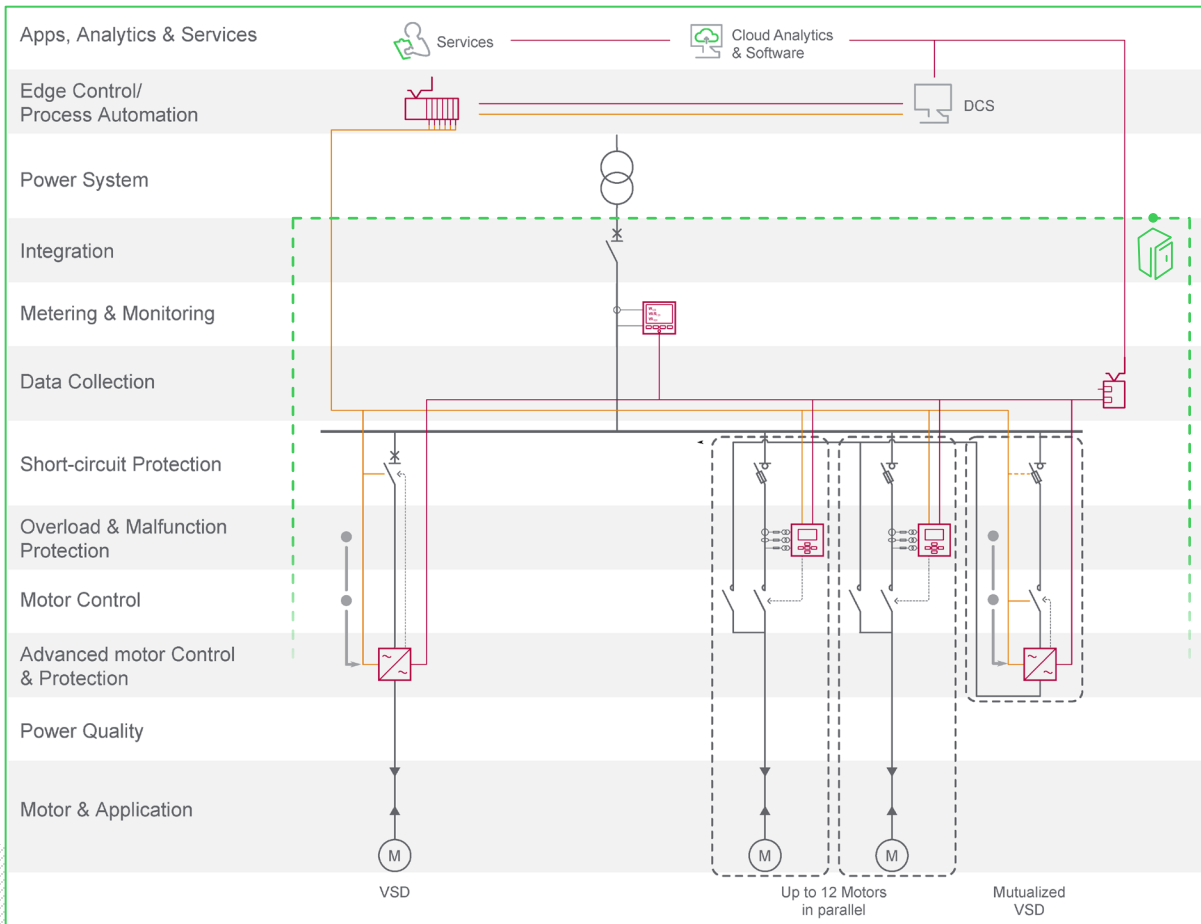 Apps, Analytics & Services
Services
Cloud Analytics
& Software
Edge Control/
Process Automation
DCS
Power System
Integration
Metering & Monitoring
Data Collection
Short-circuit Protection
Overload & Malfunction
Protection
Motor Control
Advanced motor Control
& Protection
Power Quality
Motor & Application
M
M
M
VSD
Up to 12 Motors
in parallel
Mutualized
VSD